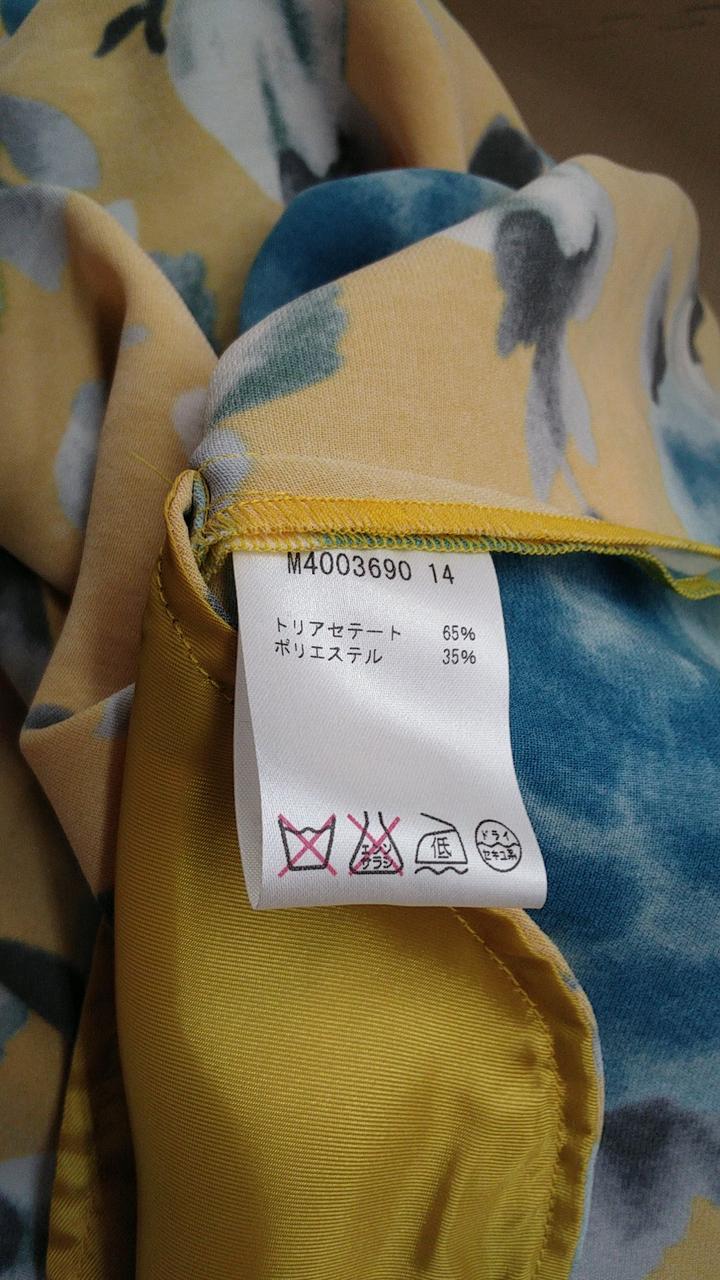 M4003690 14
トリアセテート 65%
ポリエステル 35%
エンソ
サラシ
低
ドライ
セキユ系